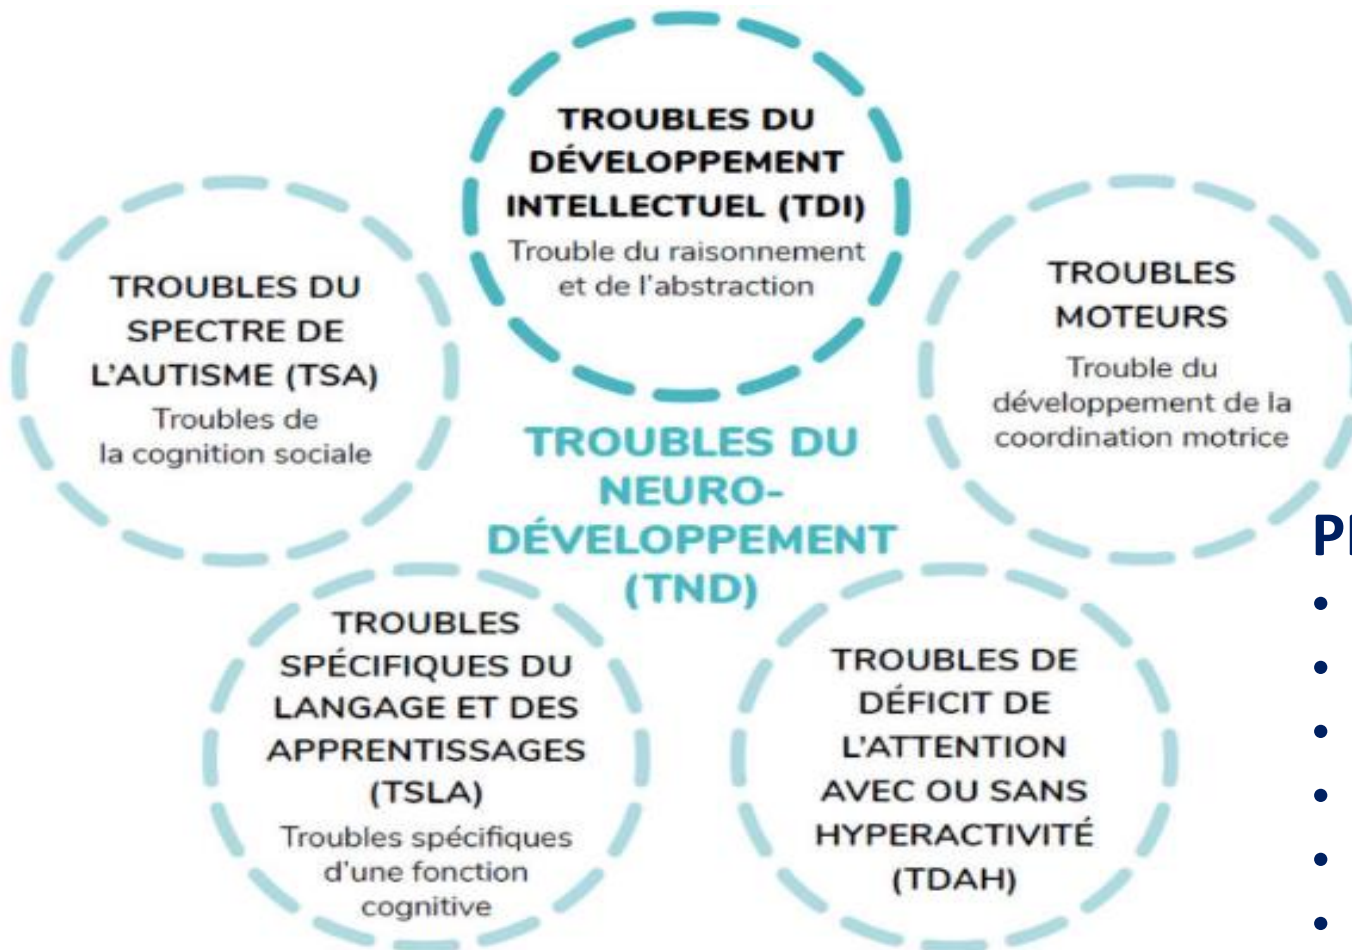 TROUBLES DU
DÉVELOPPEMENT
INTELLECTUEL (TDI)
Trouble du raisonnement
et de l'abstraction
TROUBLES DU
SPECTRE DE
L'AUTISME (TSA)
Troubles de
la cognition sociale
TROUBLES
MOTEURS
Trouble du
développement de la
coordination motrice
TROUBLES DU
NEURO-
DÉVELOPPEMENT
(TND)
TROUBLES
SPÉCIFIQUES DU
LANGAGE ET DES
APPRENTISSAGES
(TSLA)
Troubles spécifiques
d'une fonction
cognitive
TROUBLES DE
DÉFICIT DE
L'ATTENTION
AVEC OU SANS
HYPERACTIVITÉ
(TDAH)